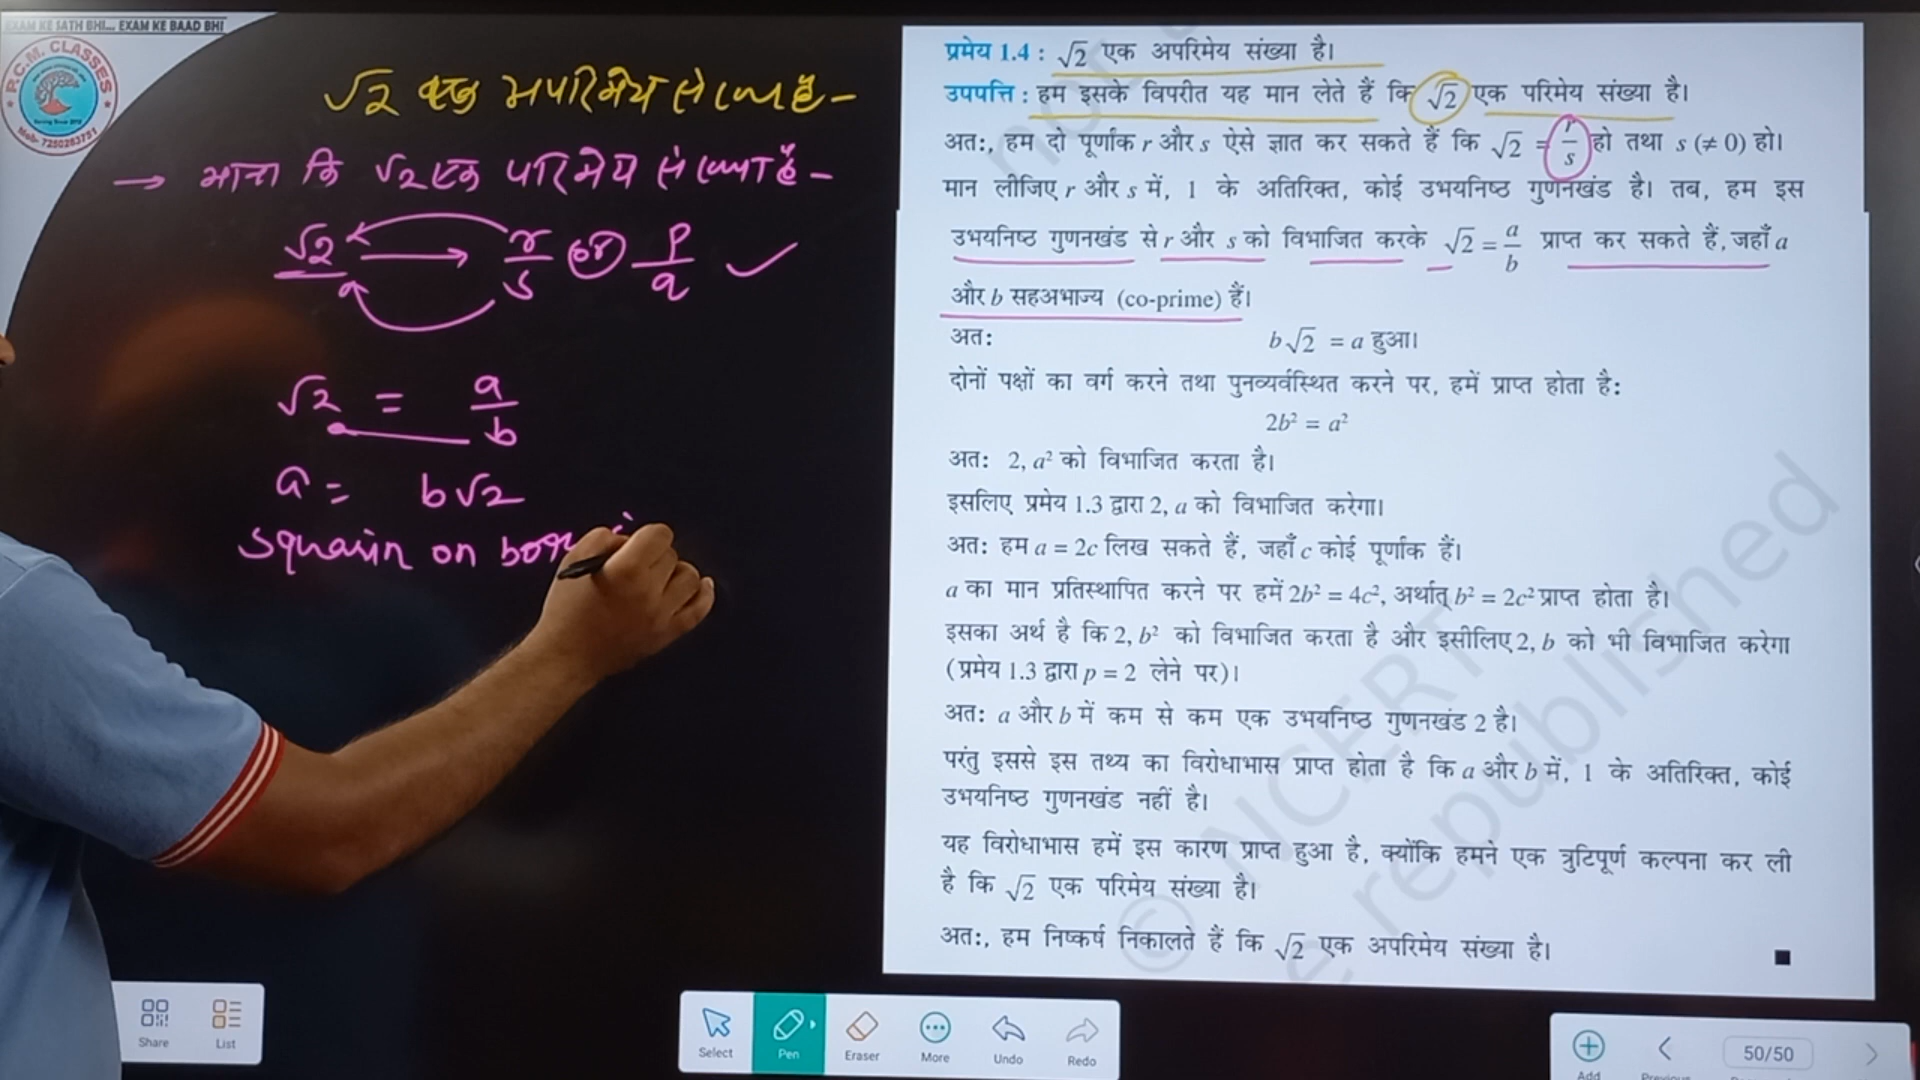 EXAM KE SATH BHI... EXAM KE BAAD BHI
P.C.M. CLASSES
Mob- 7250283751
√2 एक अपरिमेय संख्या है -
→ माना कि √2 एक परिमेय संख्या है -
√2 → r/s or p/q ✓
√2 = a/b
a = b√2
squarin on both
प्रमेय 1.4 : √2 एक अपरिमेय संख्या है।
उपपत्ति : हम इसके विपरीत यह मान लेते हैं कि √2 एक परिमेय संख्या है।
अतः, हम दो पूर्णांक r और s ऐसे ज्ञात कर सकते हैं कि √2 = r/s हो तथा s (≠ 0) हो।
मान लीजिए r और s में, 1 के अतिरिक्त, कोई उभयनिष्ठ गुणनखंड है। तब, हम इस
उभयनिष्ठ गुणनखंड से r और s को विभाजित करके √2 = a/b प्राप्त कर सकते हैं, जहाँ a
और b सहअभाज्य (co-prime) हैं।
अतः b√2 = a हुआ।
दोनों पक्षों का वर्ग करने तथा पुनर्व्यवस्थित करने पर, हमें प्राप्त होता है:
2b² = a²
अतः 2, a² को विभाजित करता है।
इसलिए प्रमेय 1.3 द्वारा 2, a को विभाजित करेगा।
अतः हम a = 2c लिख सकते हैं, जहाँ c कोई पूर्णांक हैं।
a का मान प्रतिस्थापित करने पर हमें 2b² = 4c², अर्थात् b² = 2c² प्राप्त होता है।
इसका अर्थ है कि 2, b² को विभाजित करता है और इसीलिए 2, b को भी विभाजित करेगा
(प्रमेय 1.3 द्वारा p = 2 लेने पर)।
अतः a और b में कम से कम एक उभयनिष्ठ गुणनखंड 2 है।
परंतु इससे इस तथ्य का विरोधाभास प्राप्त होता है कि a और b में, 1 के अतिरिक्त, कोई
उभयनिष्ठ गुणनखंड नहीं है।
यह विरोधाभास हमें इस कारण प्राप्त हुआ है, क्योंकि हमने एक त्रुटिपूर्ण कल्पना कर ली
है कि √2 एक परिमेय संख्या है।
अतः, हम निष्कर्ष निकालते हैं कि √2 एक अपरिमेय संख्या है।
© NCERT
republished
Share
List
Select
Pen
Eraser
More
Undo
Redo
Add
50/50